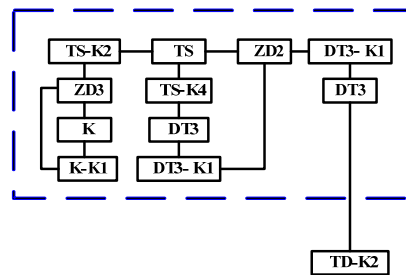 TS-K2 TS ZD2 DT3- K1
ZD3 TS-K4 DT3
K DT3
K-K1 DT3- K1
TD-K2